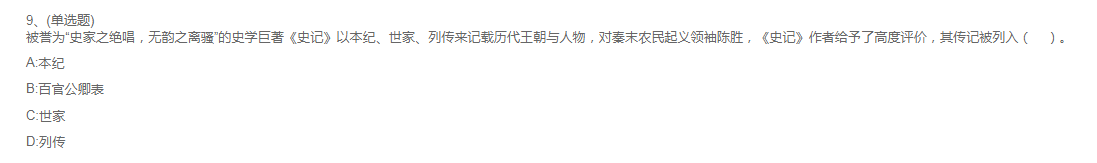 9、(单选题)
被誉为“史家之绝唱，无韵之离骚”的史学巨著《史记》以本纪、世家、列传来记载历代王朝与人物，对秦末农民起义领袖陈胜，《史记》作者给予了高度评价，其传记被列入（　）。
A:本纪
B:百官公卿表
C:世家
D:列传